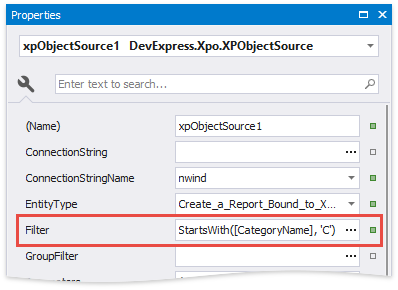 Properties
xpObjectSource1 DevExpress.Xpo.XPObjectSource
Enter text to search...
(Name) xpObjectSource1
ConnectionString ...
ConnectionStringName nwind
EntityType Create_a_Report_Bound_to_X...
Filter StartsWith([CategoryName], 'C') ...
GroupFilter ...